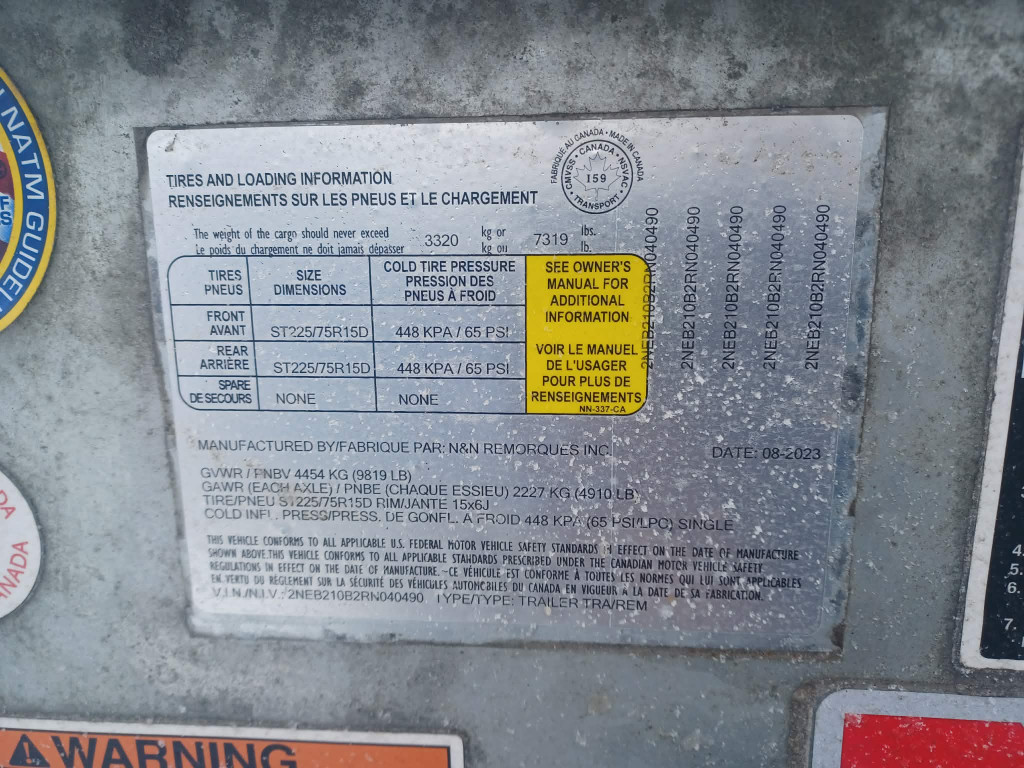 NATM GUIDEL
FABRIQUÉ AU CANADA • MADE IN CANADA
CMVSS • CANADA • NSVAC
159
TRANSPORT
TIRES AND LOADING INFORMATION
RENSEIGNEMENTS SUR LES PNEUS ET LE CHARGEMENT
The weight of the cargo should never exceed 3320 kg or 7319 lbs.
Le poids du chargement ne doit jamais dépasser kg ou lb.
TIRES PNEUS
SIZE DIMENSIONS
COLD TIRE PRESSURE
PRESSION DES
PNEUS À FROID
FRONT
AVANT ST225/75R15D 448 KPA / 65 PSI
REAR
ARRIÈRE ST225/75R15D 448 KPA / 65 PSI
SPARE
DE SECOURS NONE NONE
SEE OWNER'S
MANUAL FOR
ADDITIONAL
INFORMATION
VOIR LE MANUEL
DE L'USAGER
POUR PLUS DE
RENSEIGNEMENTS
NN-337-CA
2NEB210B2RN040490
2NEB210B2RN040490
2NEB210B2RN040490
2NEB210B2RN040490
2NEB210B2RN040490
MANUFACTURED BY/FABRIQUE PAR: N&N REMORQUES INC. DATE: 08-2023
GVWR / PNBV 4454 KG (9819 LB)
GAWR (EACH AXLE) / PNBE (CHAQUE ESSIEU) 2227 KG (4910 LB)
TIRE/PNEU ST225/75R15D RIM/JANTE 15x6J
COLD INFL. PRESS/PRESS. DE GONFL. A FROID 448 KPA (65 PSI/LPC) SINGLE
THIS VEHICLE CONFORMS TO ALL APPLICABLE U.S. FEDERAL MOTOR VEHICLE SAFETY STANDARDS IN EFFECT ON THE DATE OF MANUFACTURE
SHOWN ABOVE.THIS VEHICLE CONFORMS TO ALL APPLICABLE STANDARDS PRESCRIBED UNDER THE CANADIAN MOTOR VEHICLE SAFETY
REGULATIONS IN EFFECT ON THE DATE OF MANUFACTURE.-CE VÉHICULE EST CONFORME À TOUTES LES NORMES QUI LUI SONT APPLICABLES
EN VERTU DU RÈGLEMENT SUR LA SÉCURITÉ DES VÉHICULES AUTOMOBILES DU CANADA EN VIGUEUR À LA DATE DE SA FABRICATION.
V.I.N./N.I.V.: 2NEB210B2RN040490 TYPE/TYPE: TRAILER TRA/REM
WARNING
4.
5.
6.
7.